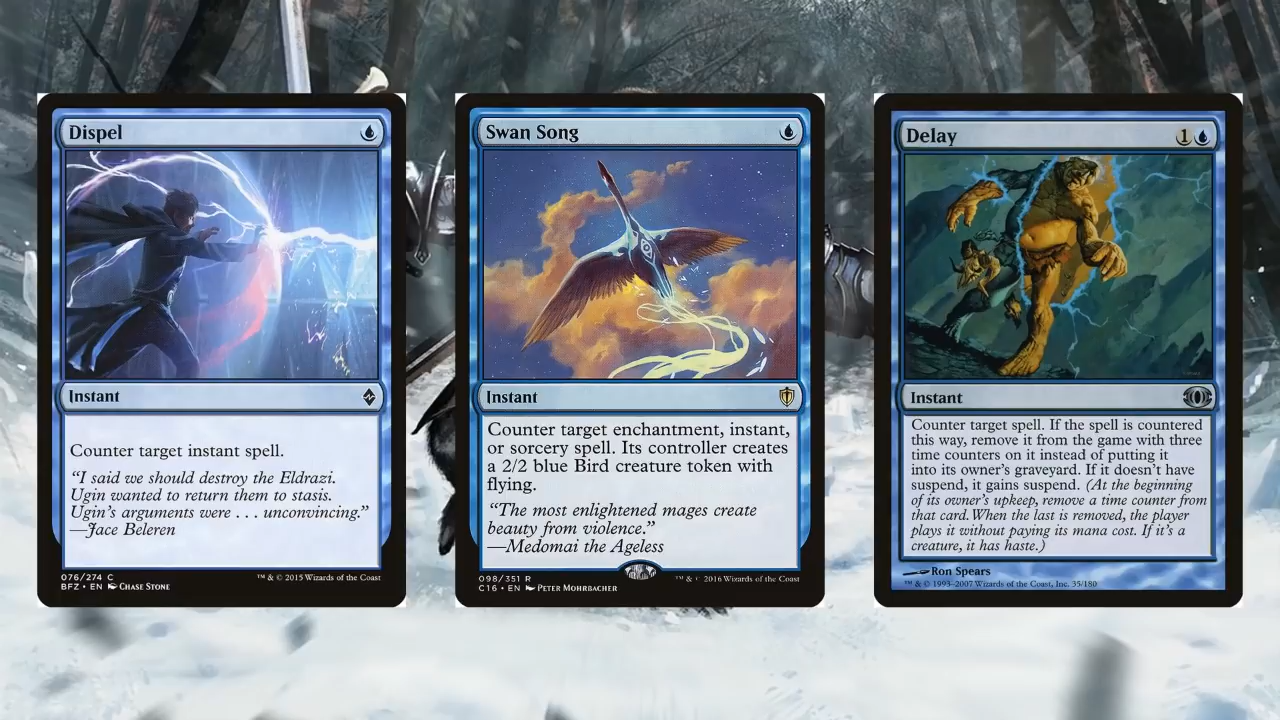 Dispel
Instant
Counter target instant spell.
“I said we should destroy the Eldrazi.
Ugin wanted to return them to stasis.
Ugin's arguments were . . . unconvincing.”
—Jace Beleren
076/274 C
BFZ • EN Chase Stone
™ & © 2015 Wizards of the Coast
Swan Song
Instant
Counter target enchantment, instant,
or sorcery spell. Its controller creates
a 2/2 blue Bird creature token with
flying.
“The most enlightened mages create
beauty from violence.”
—Medomai the Ageless
098/351 R
C16 • EN Peter Mohrbacher
™ & © 2016 Wizards of the Coast
Delay
1
Instant
Counter target spell. If the spell is countered
this way, remove it from the game with three
time counters on it instead of putting it
into its owner's graveyard. If it doesn't have
suspend, it gains suspend. (At the beginning
of its owner's upkeep, remove a time counter from
that card. When the last is removed, the player
plays it without paying its mana cost. If it's a
creature, it has haste.)
Ron Spears
™ & © 1993–2007 Wizards of the Coast, Inc. 35/180